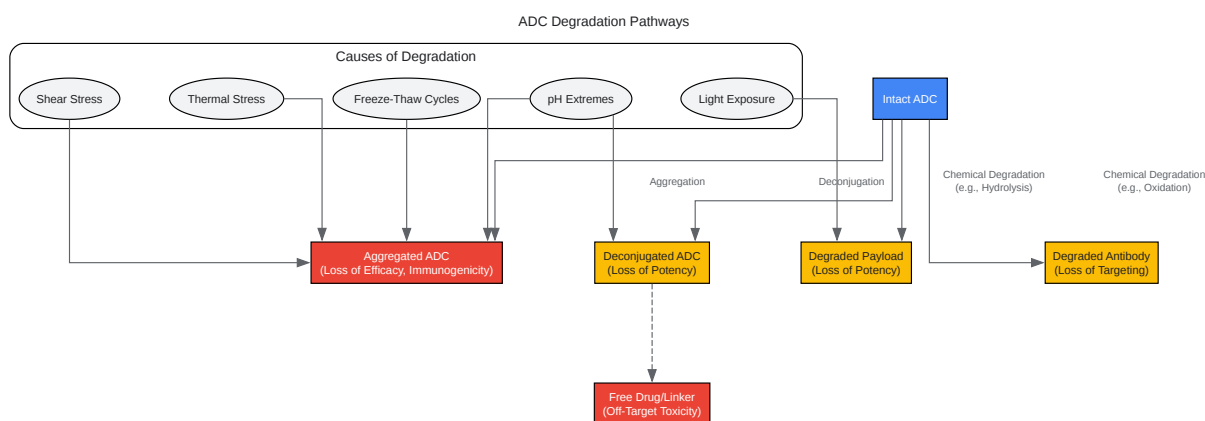 ADC Degradation Pathways
Causes of Degradation
Shear Stress
Thermal Stress
Freeze-Thaw Cycles
pH Extremes
Light Exposure
Intact ADC
Aggregation
Deconjugation
Chemical Degradation
(e.g., Hydrolysis)
Chemical Degradation
(e.g., Oxidation)
Aggregated ADC
(Loss of Efficacy, Immunogenicity)
Deconjugated ADC
(Loss of Potency)
Degraded Payload
(Loss of Potency)
Degraded Antibody
(Loss of Targeting)
Free Drug/Linker
(Off-Target Toxicity)